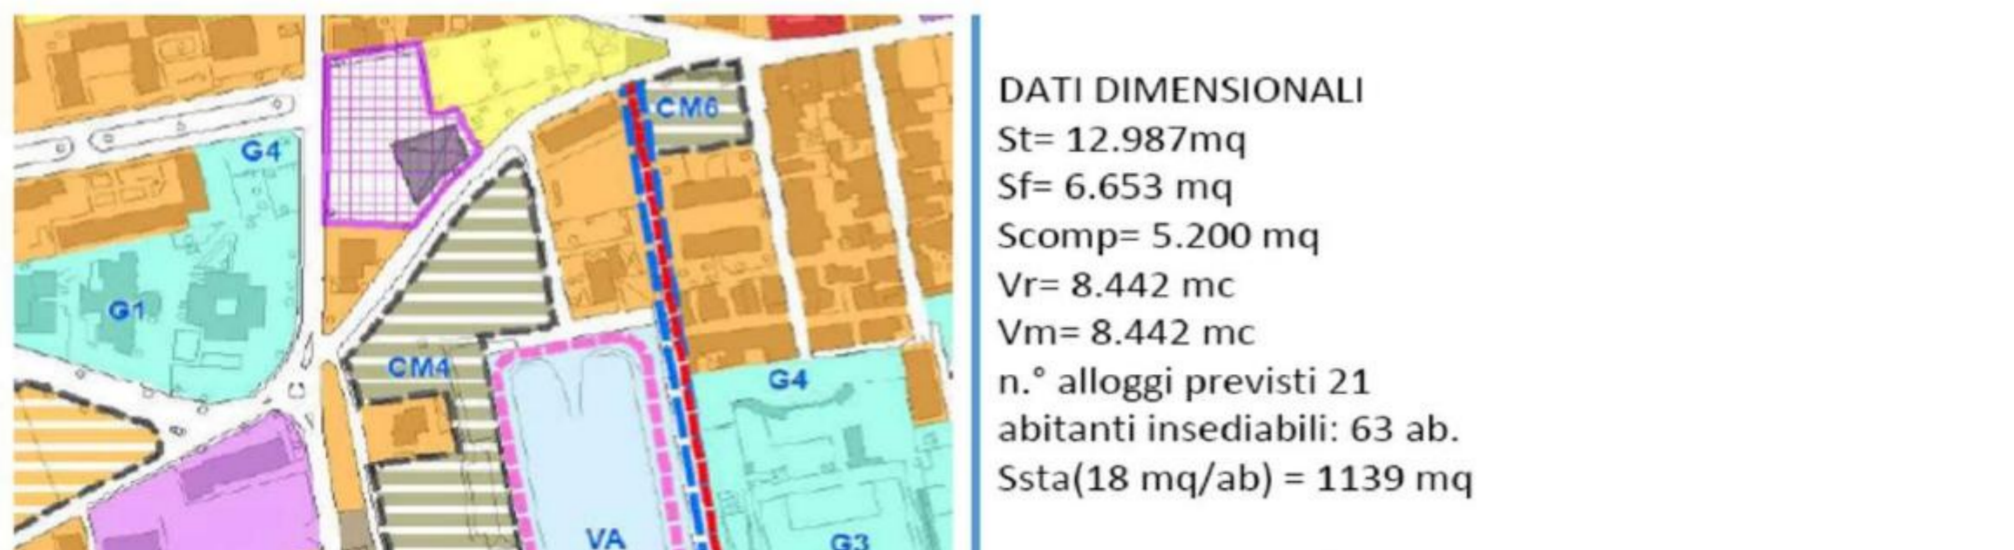 G4
CM6
G1
CM4
G4
VA
G3
DATI DIMENSIONALI
St= 12.987mq
Sf= 6.653 mq
Scomp= 5.200 mq
Vr= 8.442 mc
Vm= 8.442 mc
n.° alloggi previsti 21
abitanti insediabili: 63 ab.
Ssta(18 mq/ab) = 1139 mq